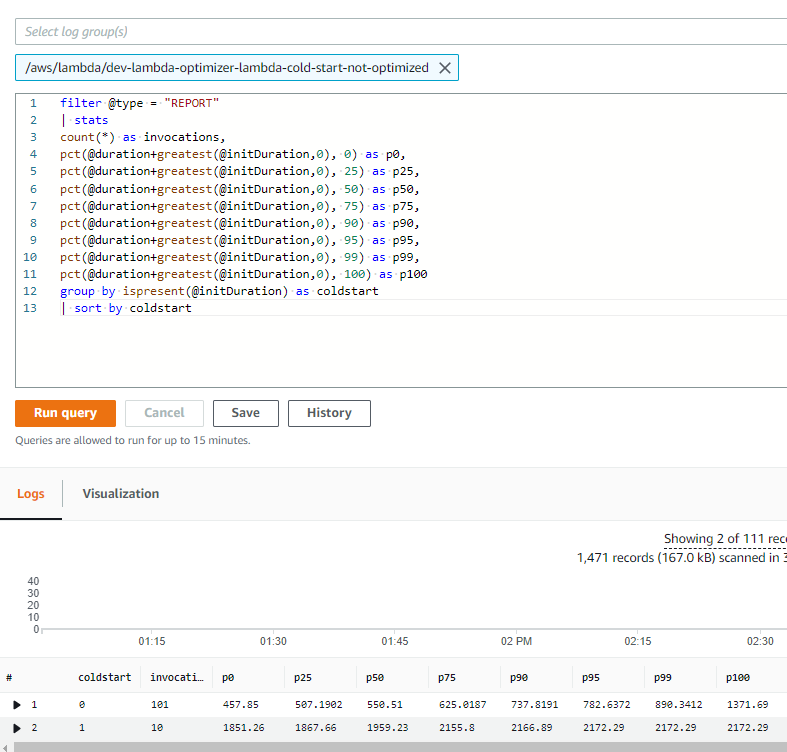 Select log group(s)
/aws/lambda/dev-lambda-optimizer-lambda-cold-start-not-optimized
1 filter @type = "REPORT"
2 | stats
3 count(*) as invocations,
4 pct(@duration+greatest(@initDuration,0), 0) as p0,
5 pct(@duration+greatest(@initDuration,0), 25) as p25,
6 pct(@duration+greatest(@initDuration,0), 50) as p50,
7 pct(@duration+greatest(@initDuration,0), 75) as p75,
8 pct(@duration+greatest(@initDuration,0), 90) as p90,
9 pct(@duration+greatest(@initDuration,0), 95) as p95,
10 pct(@duration+greatest(@initDuration,0), 99) as p99,
11 pct(@duration+greatest(@initDuration,0), 100) as p100
12 group by ispresent(@initDuration) as coldstart
13 | sort by coldstart
Run query Cancel Save History
Queries are allowed to run for up to 15 minutes.
Logs Visualization
Showing 2 of 111 reco
1,471 records (167.0 kB) scanned in 3
40
30
20
10
0
01:15 01:30 01:45 02 PM 02:15 02:30
# coldstart invocati… p0 p25 p50 p75 p90 p95 p99 p100
1 0 101 457.85 507.1902 550.51 625.0187 737.8191 782.6372 890.3412 1371.69
2 1 10 1851.26 1867.66 1959.23 2155.8 2166.89 2172.29 2172.29 2172.29